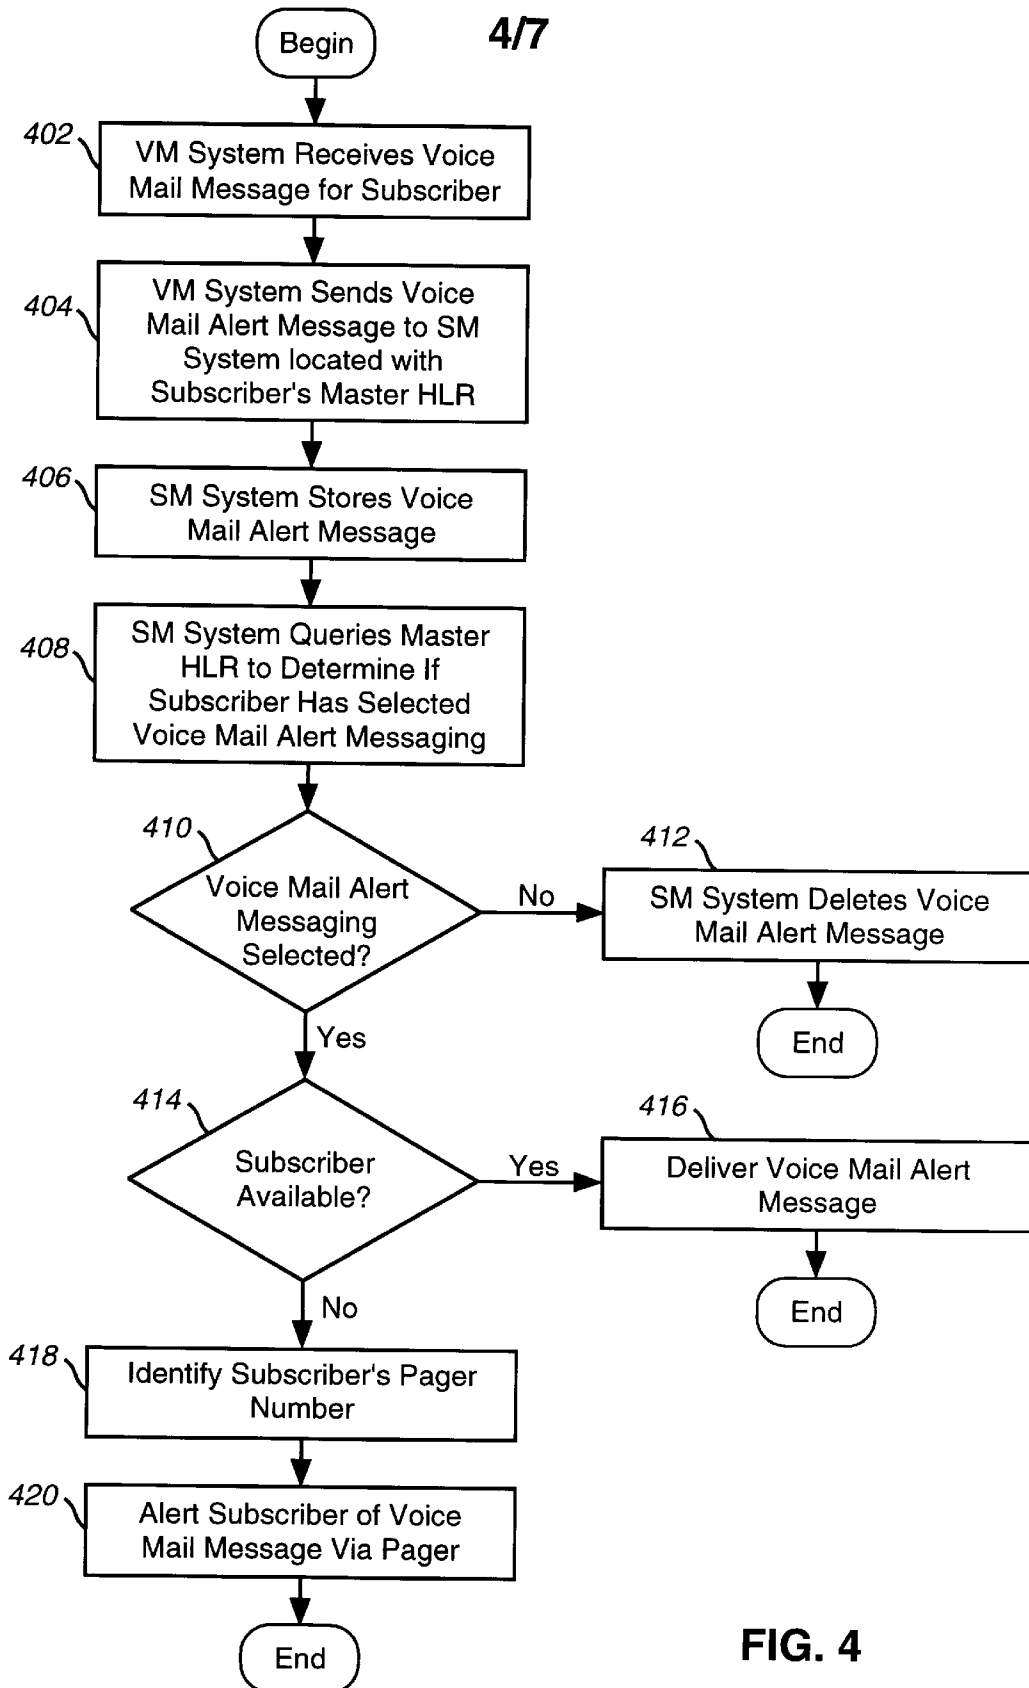 4/7
Begin
402
VM System Receives Voice
Mail Message for Subscriber
404
VM System Sends Voice
Mail Alert Message to SM
System located with
Subscriber's Master HLR
406
SM System Stores Voice
Mail Alert Message
408
SM System Queries Master
HLR to Determine If
Subscriber Has Selected
Voice Mail Alert Messaging
410
Voice Mail Alert
Messaging
Selected?
No
412
SM System Deletes Voice
Mail Alert Message
End
Yes
414
Subscriber
Available?
Yes
416
Deliver Voice Mail Alert
Message
End
No
418
Identify Subscriber's Pager
Number
420
Alert Subscriber of Voice
Mail Message Via Pager
End
FIG. 4